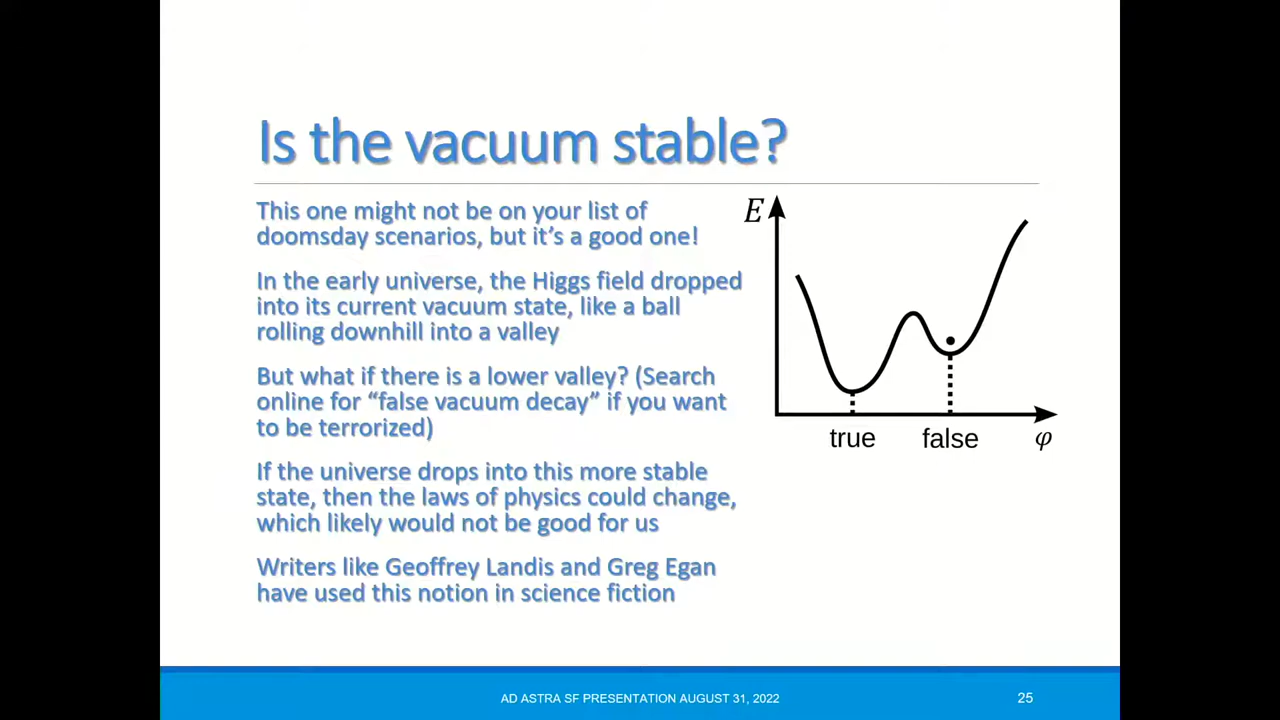 Is the vacuum stable?
This one might not be on your list of
doomsday scenarios, but it’s a good one!
In the early universe, the Higgs field dropped
into its current vacuum state, like a ball
rolling downhill into a valley
But what if there is a lower valley? (Search
online for “false vacuum decay” if you want
to be terrorized)
If the universe drops into this more stable
state, then the laws of physics could change,
which likely would not be good for us
Writers like Geoffrey Landis and Greg Egan
have used this notion in science fiction
E
true false φ
AD ASTRA SF PRESENTATION AUGUST 31, 2022 25